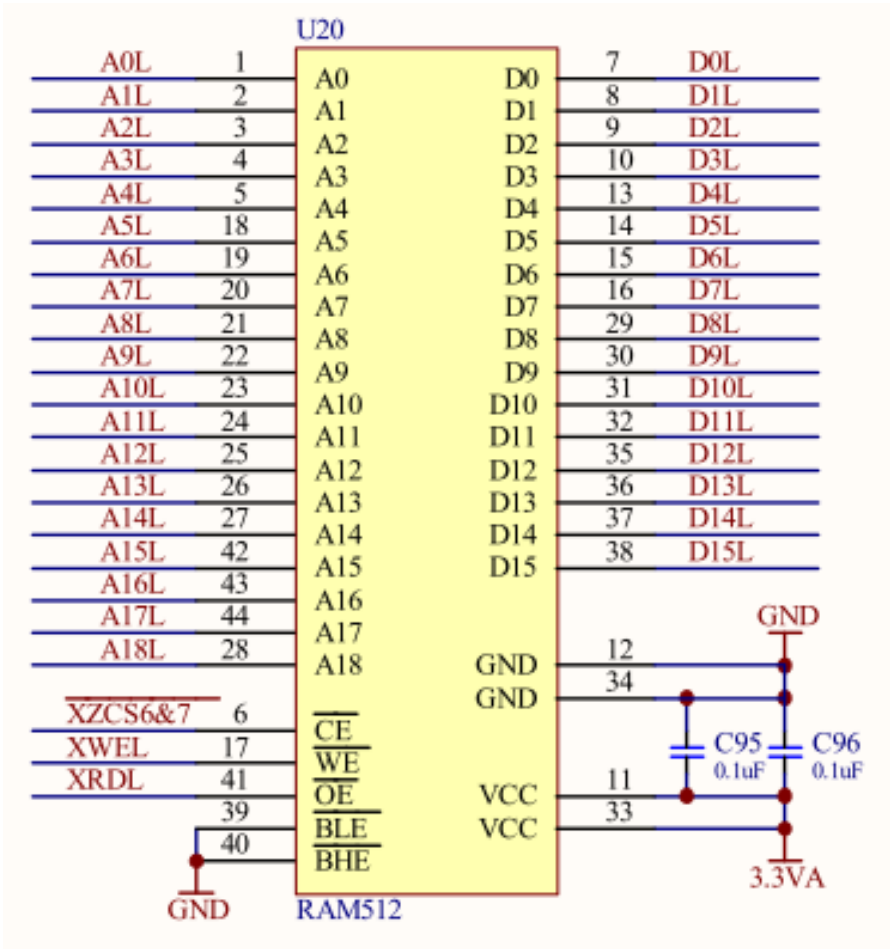 U20
A0L 1 A0 D0 7 D0L
A1L 2 A1 D1 8 D1L
A2L 3 A2 D2 9 D2L
A3L 4 A3 D3 10 D3L
A4L 5 A4 D4 13 D4L
A5L 18 A5 D5 14 D5L
A6L 19 A6 D6 15 D6L
A7L 20 A7 D7 16 D7L
A8L 21 A8 D8 29 D8L
A9L 22 A9 D9 30 D9L
A10L 23 A10 D10 31 D10L
A11L 24 A11 D11 32 D11L
A12L 25 A12 D12 35 D12L
A13L 26 A13 D13 36 D13L
A14L 27 A14 D14 37 D14L
A15L 42 A15 D15 38 D15L
A16L 43 A16
A17L 44 A17 GND
A18L 28 A18 GND 12
GND 34
XZCS6&7 6 CE
XWEL 17 WE C95 C96
XRDL 41 OE VCC 11 0.1uF 0.1uF
39 BLE VCC 33
40 BHE
3.3VA
GND RAM512